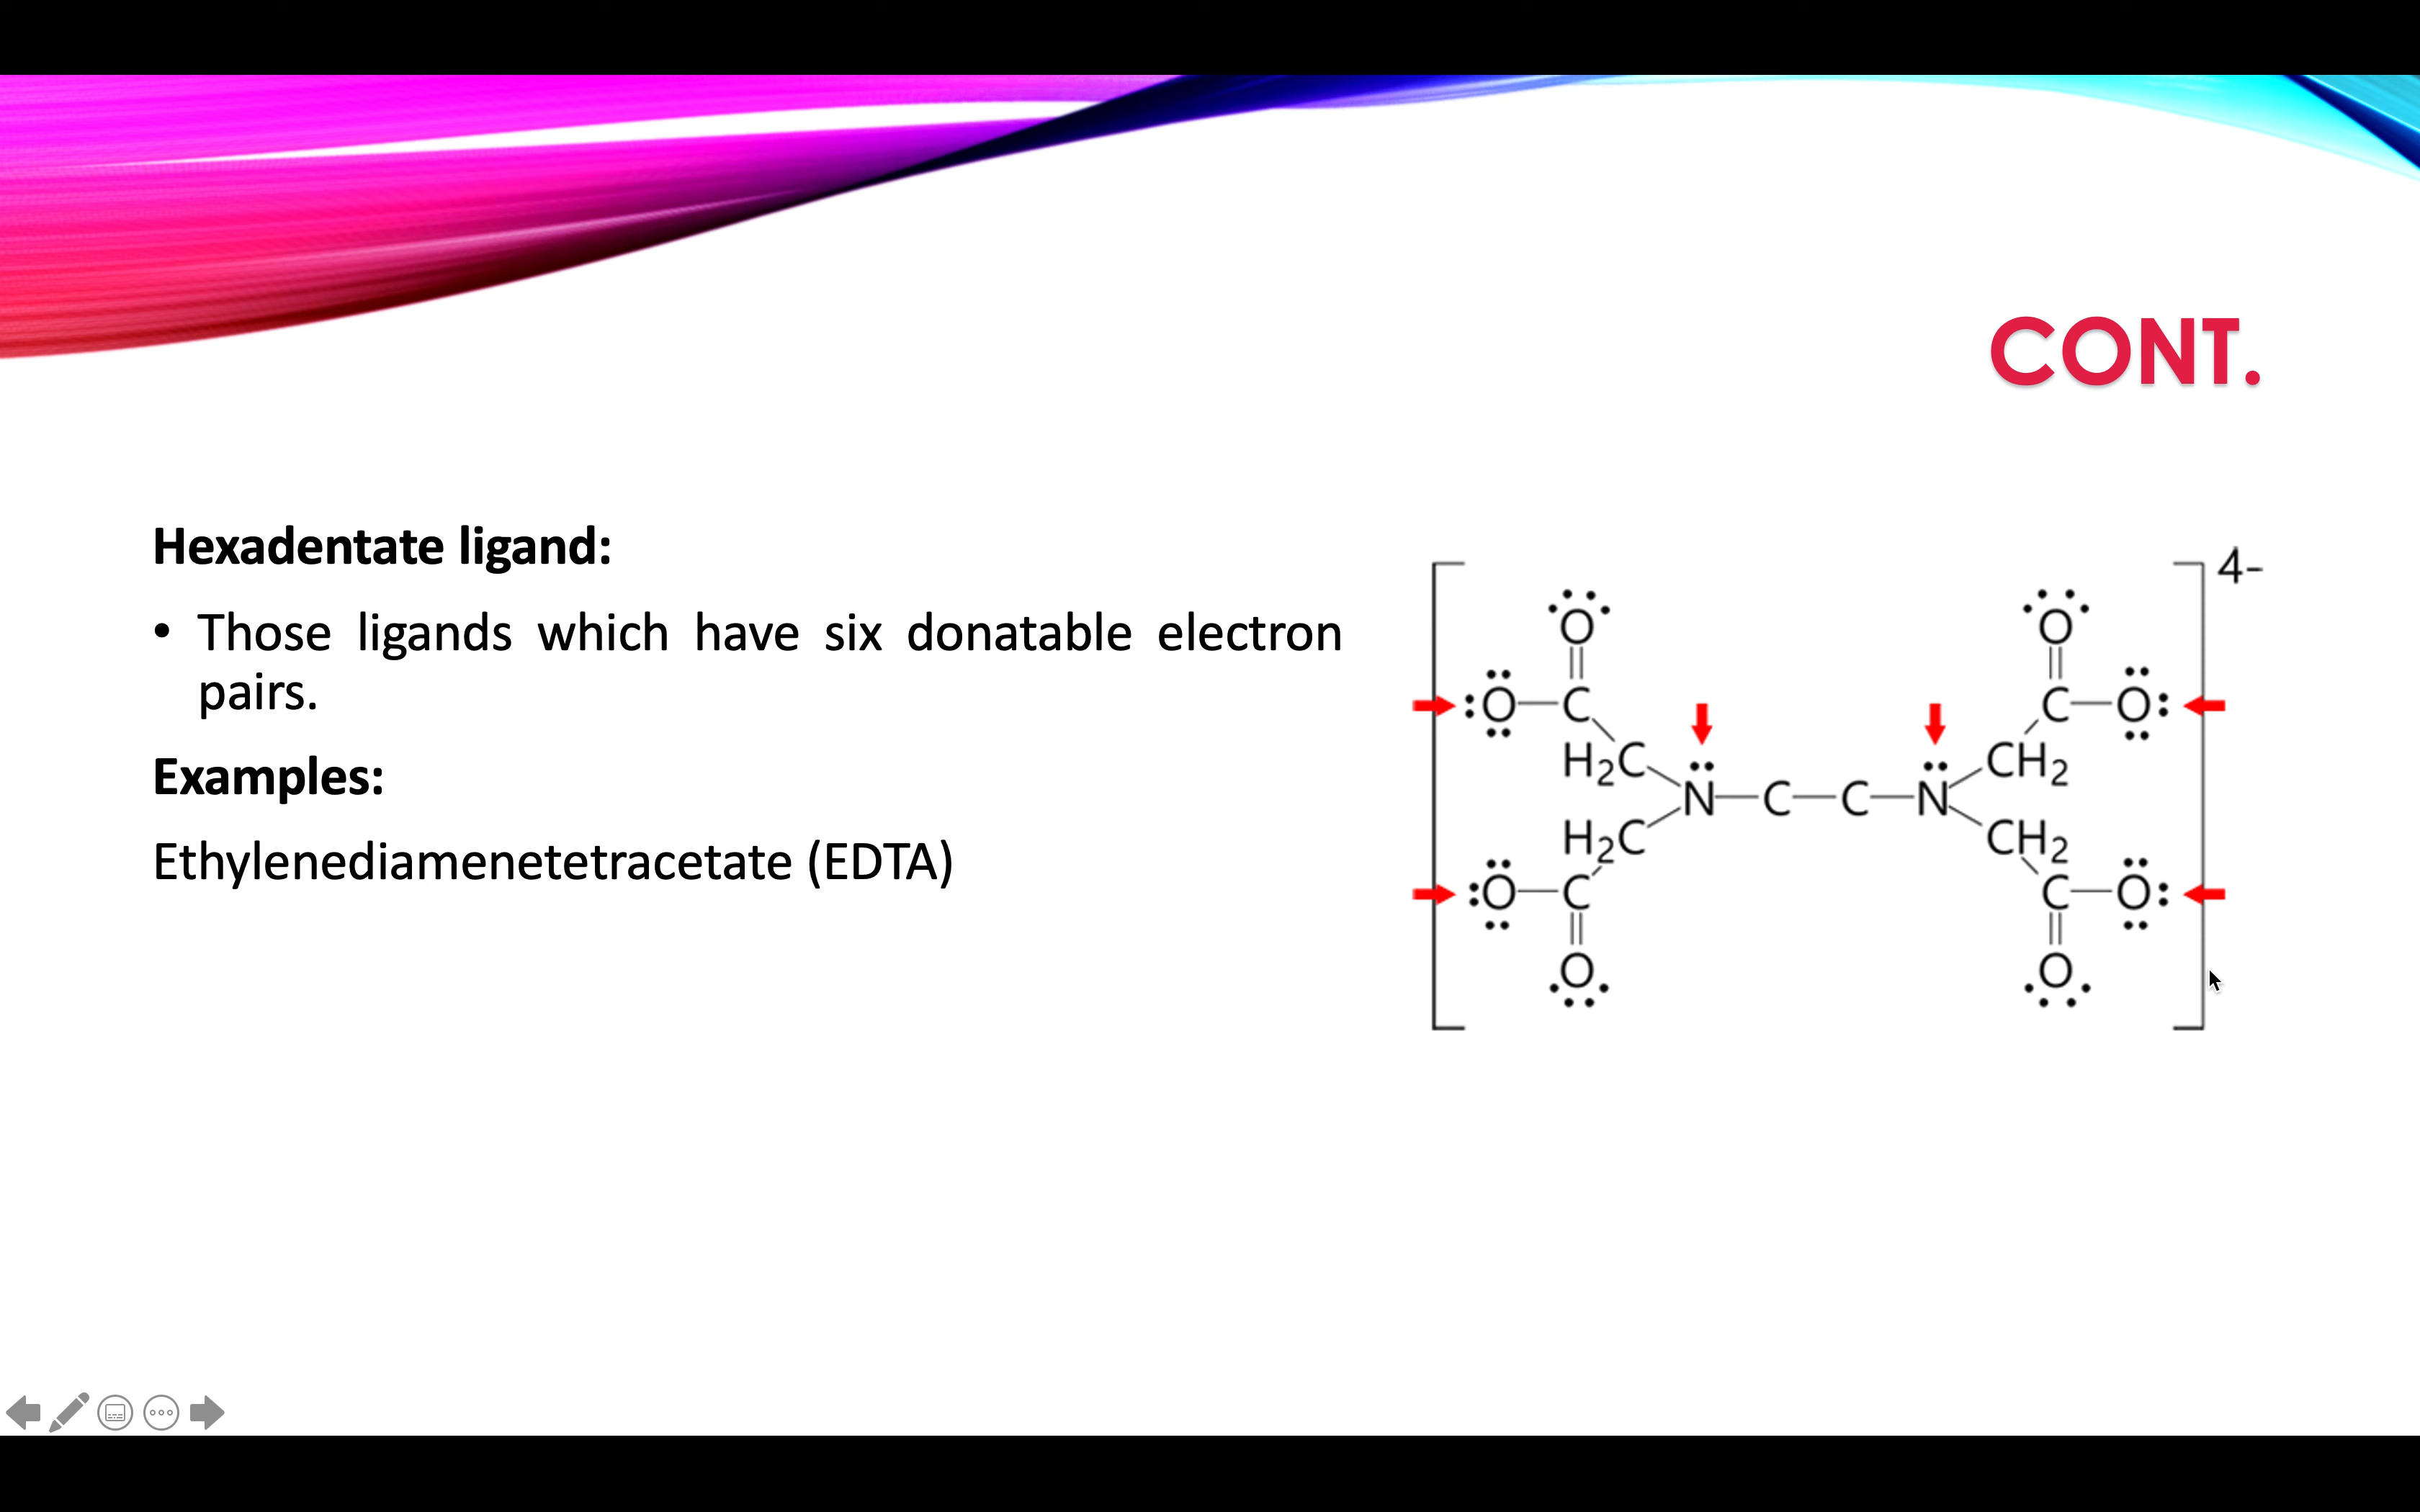 CONT.
Hexadentate ligand:
• Those ligands which have six donatable electron
pairs.
Examples:
Ethylenediamenetetracetate (EDTA)
4-
O O
O C C O
H2C CH2
N C C N
H2C CH2
O C C O
O O